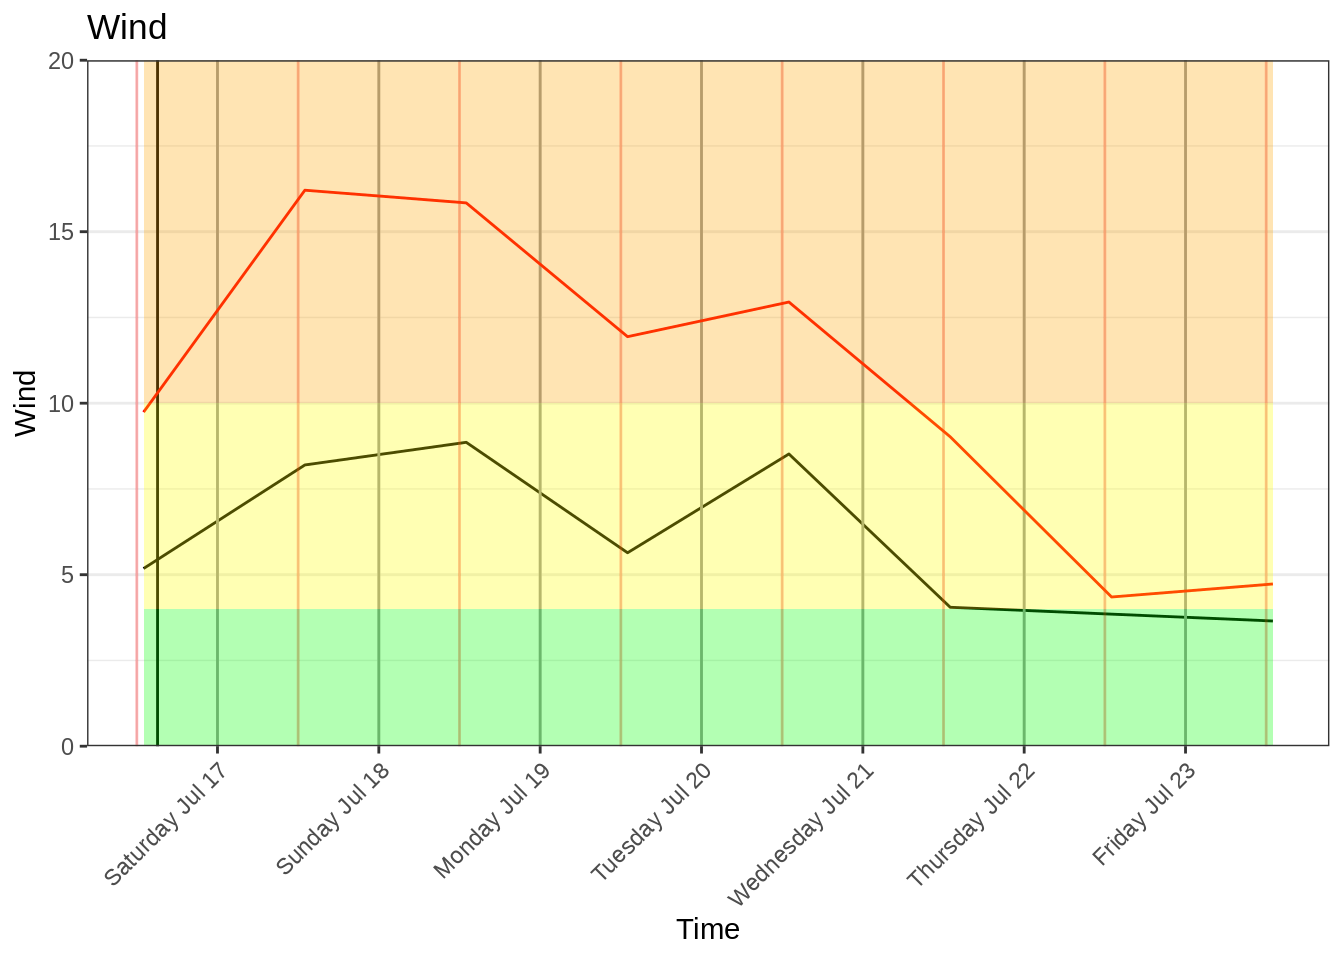 Wind
20
15
10
5
0
Wind
Saturday Jul 17
Sunday Jul 18
Monday Jul 19
Tuesday Jul 20
Wednesday Jul 21
Thursday Jul 22
Friday Jul 23
Time